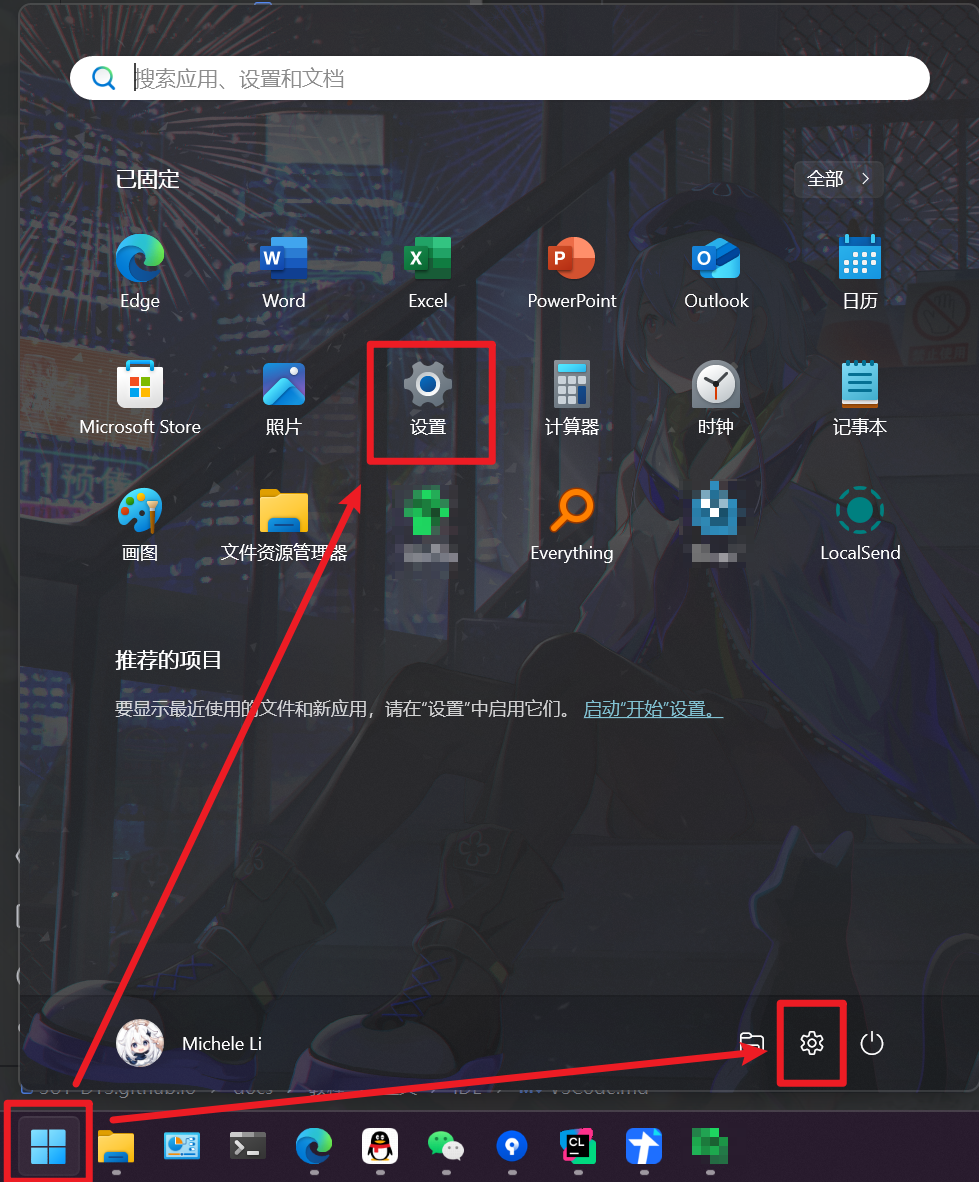 搜索应用、设置和文档
已固定
全部
Edge
Word
Excel
PowerPoint
Outlook
日历
Microsoft Store
照片
设置
计算器
时钟
记事本
画图
文件资源管理器
Everything
LocalSend
推荐的项目
要显示最近使用的文件和新应用，请在“设置”中启用它们。 启动“开始”设置。
Michele Li